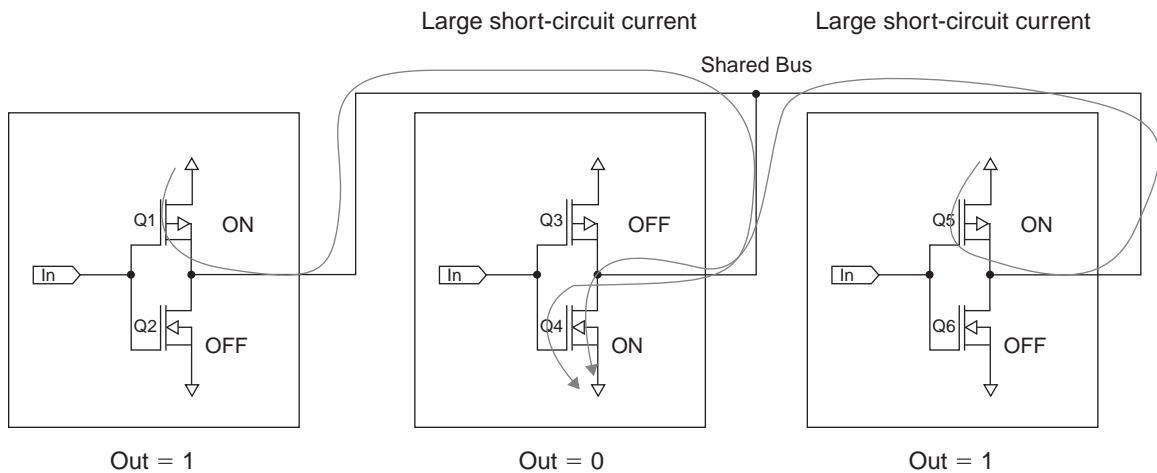 Large short-circuit current
Large short-circuit current
Shared Bus
Q1
ON
Q3
OFF
Q5
ON
In
In
In
Q2
OFF
Q4
ON
Q6
OFF
Out = 1
Out = 0
Out = 1